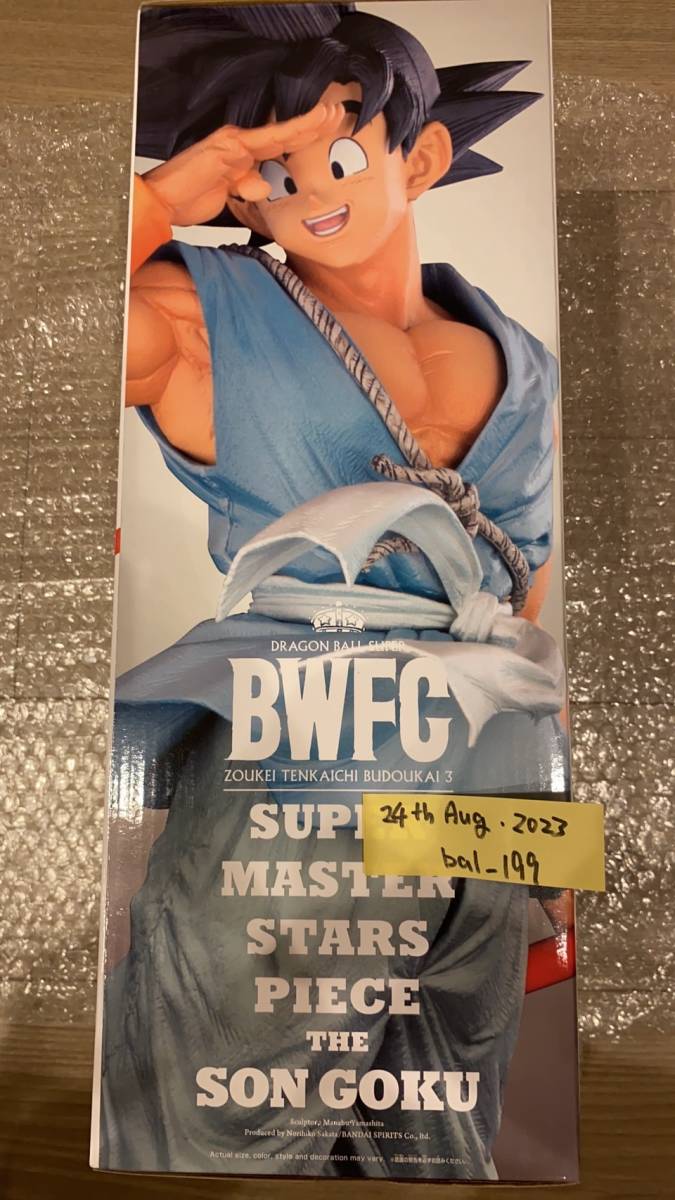 DRAGON BALL SUPER
BWFC
ZOUKEI TENKAICHI BUDOUKAI 3
24th Aug. 2023
bal_199
MASTER
STARS
PIECE
THE
SON GOKU
Sculptor: Manabu Yamashita
Produced by Norihiko Sakata/BANDAI SPIRITS Co., ltd.
Actual size, color, style and decoration may vary.